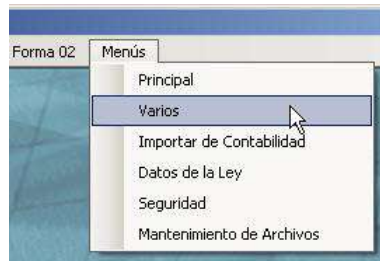 Forma 02 Menús
Principal
Varios
Importar de Contabilidad
Datos de la Ley
Seguridad
Mantenimiento de Archivos